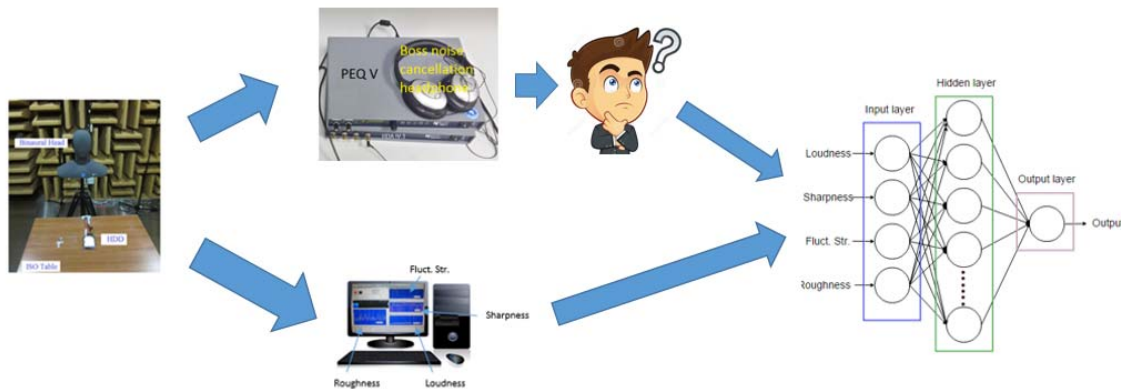 Binaural Head
HDD
ISO Table
PEQ V
Boss noise
cancellation
headphone
Fluct. Str.
Sharpness
Roughness
Loudness
Input layer
Hidden layer
Output layer
Loudness
Sharpness
Fluct. Str.
Roughness
Output